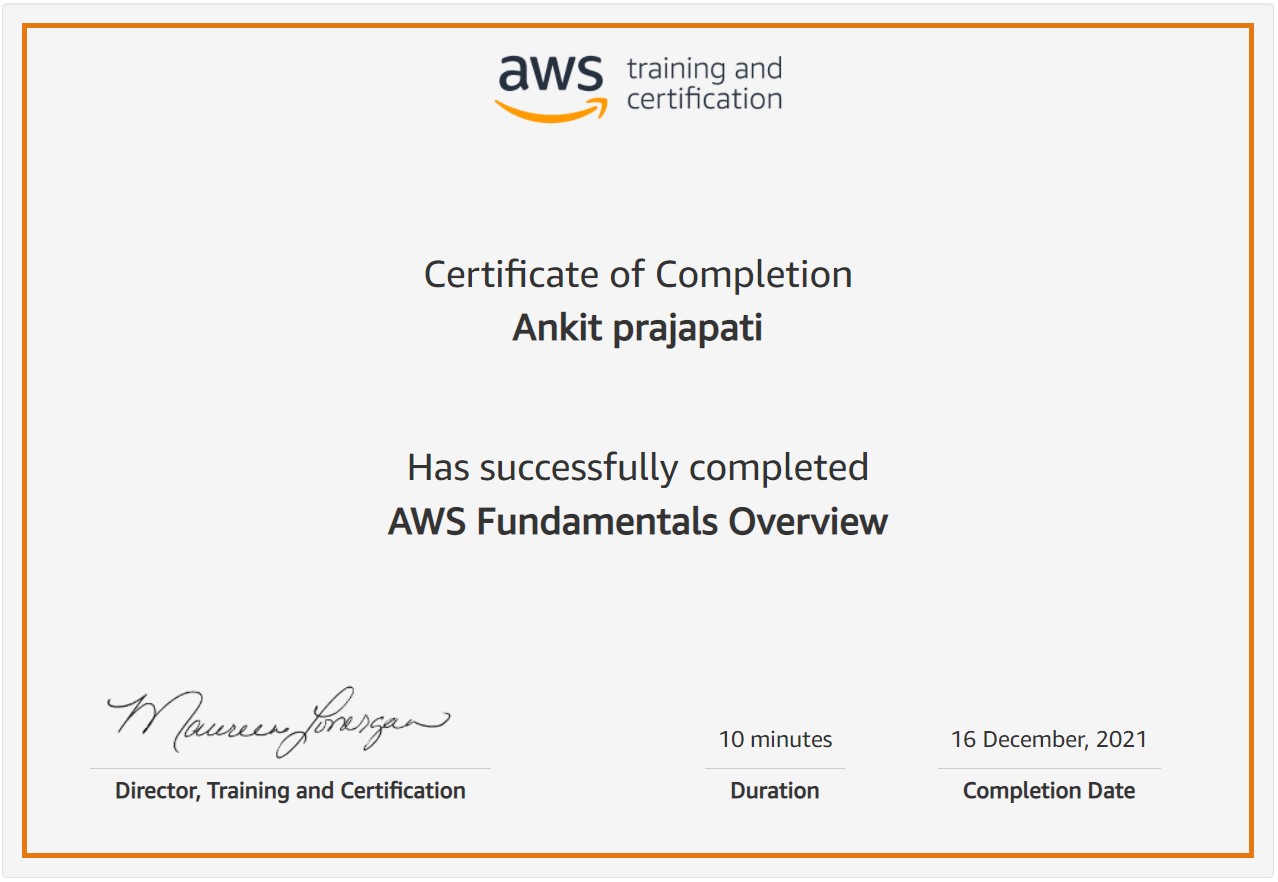 aws training and
certification
Certificate of Completion
Ankit prajapati
Has successfully completed
AWS Fundamentals Overview
Maureen Lonergan
10 minutes
16 December, 2021
Director, Training and Certification
Duration
Completion Date